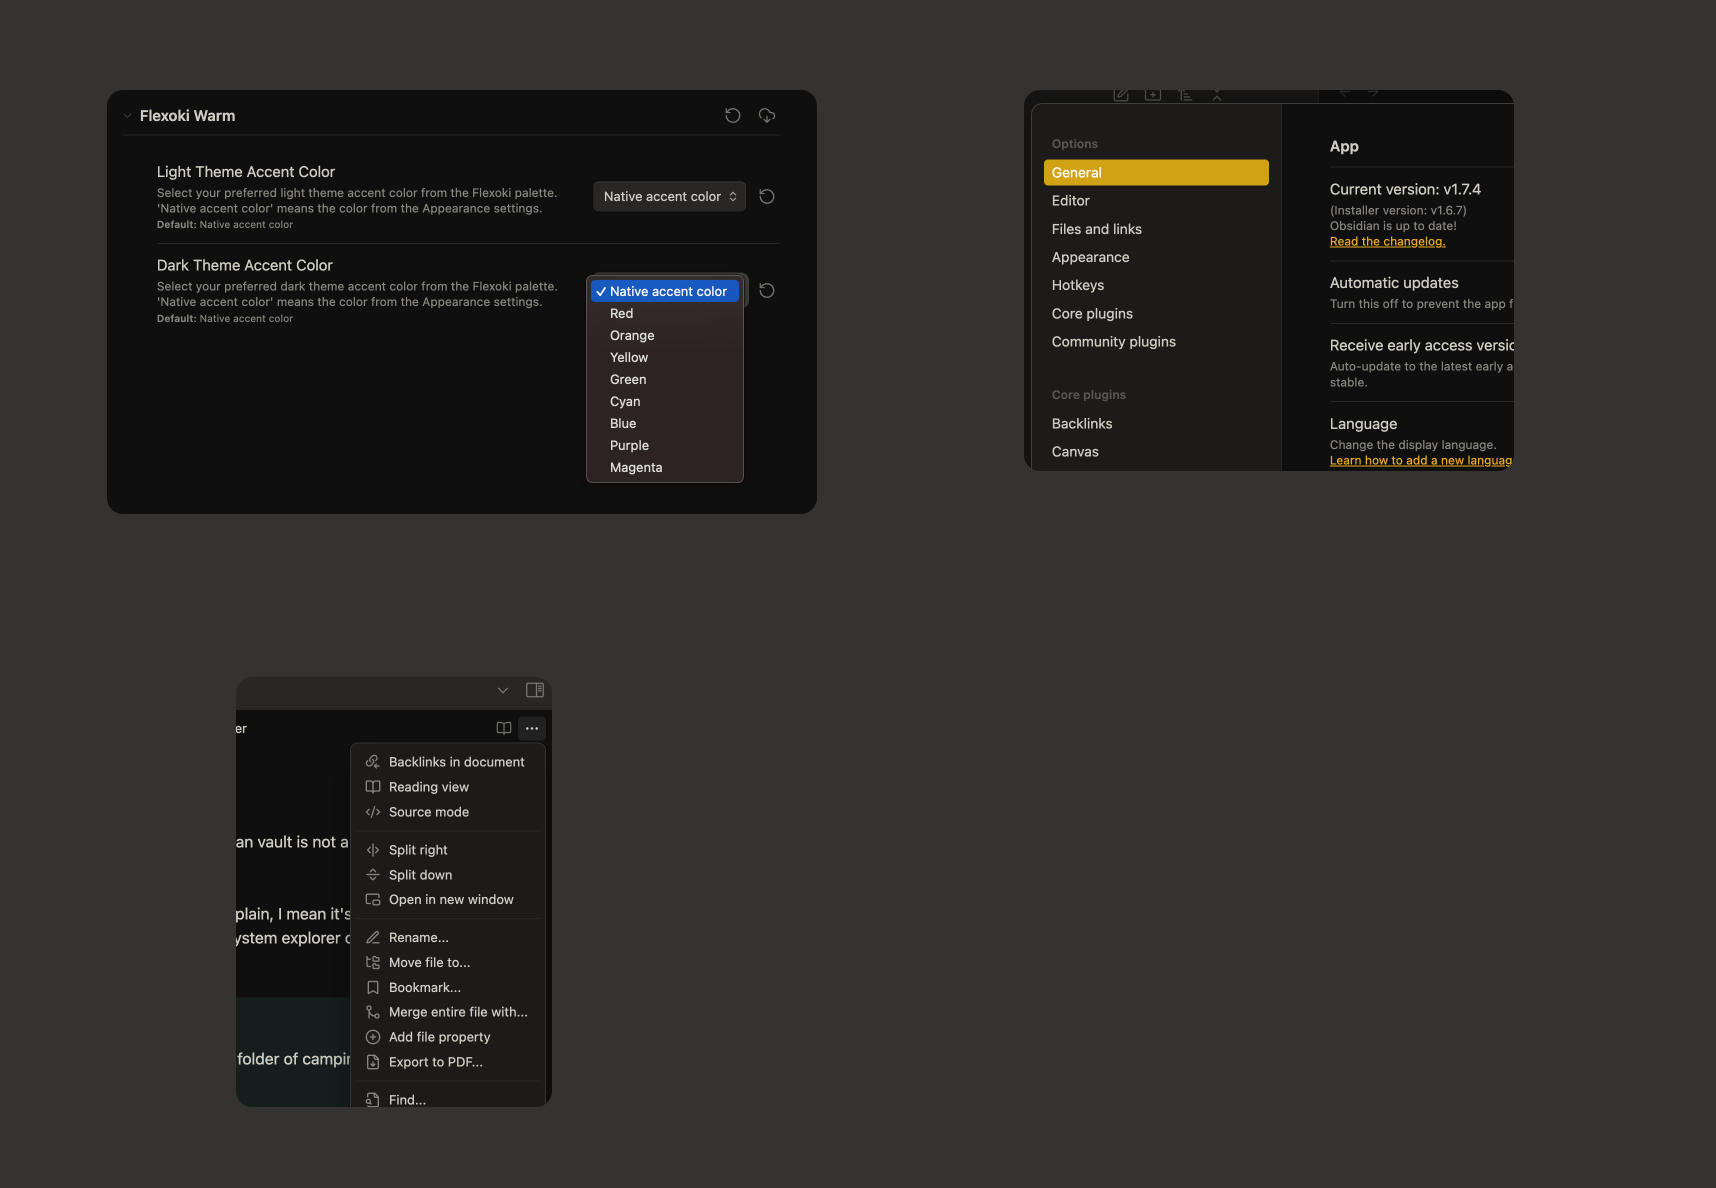 Flexoki Warm
Light Theme Accent Color
Select your preferred light theme accent color from the Flexoki palette.
'Native accent color' means the color from the Appearance settings.
Default: Native accent color
Native accent color
Dark Theme Accent Color
Select your preferred dark theme accent color from the Flexoki palette.
'Native accent color' means the color from the Appearance settings.
Default: Native accent color
Native accent color
Red
Orange
Yellow
Green
Cyan
Blue
Purple
Magenta
Options
General
Editor
Files and links
Appearance
Hotkeys
Core plugins
Community plugins
Core plugins
Backlinks
Canvas
App
Current version: v1.7.4
(Installer version: v1.6.7)
Obsidian is up to date!
Read the changelog.
Automatic updates
Turn this off to prevent the app f
Receive early access versio
Auto-update to the latest early a
stable.
Language
Change the display language.
Learn how to add a new languag
er
an vault is not a
plain, I mean it's
ystem explorer o
folder of campin
Backlinks in document
Reading view
Source mode
Split right
Split down
Open in new window
Rename...
Move file to...
Bookmark...
Merge entire file with...
Add file property
Export to PDF...
Find...